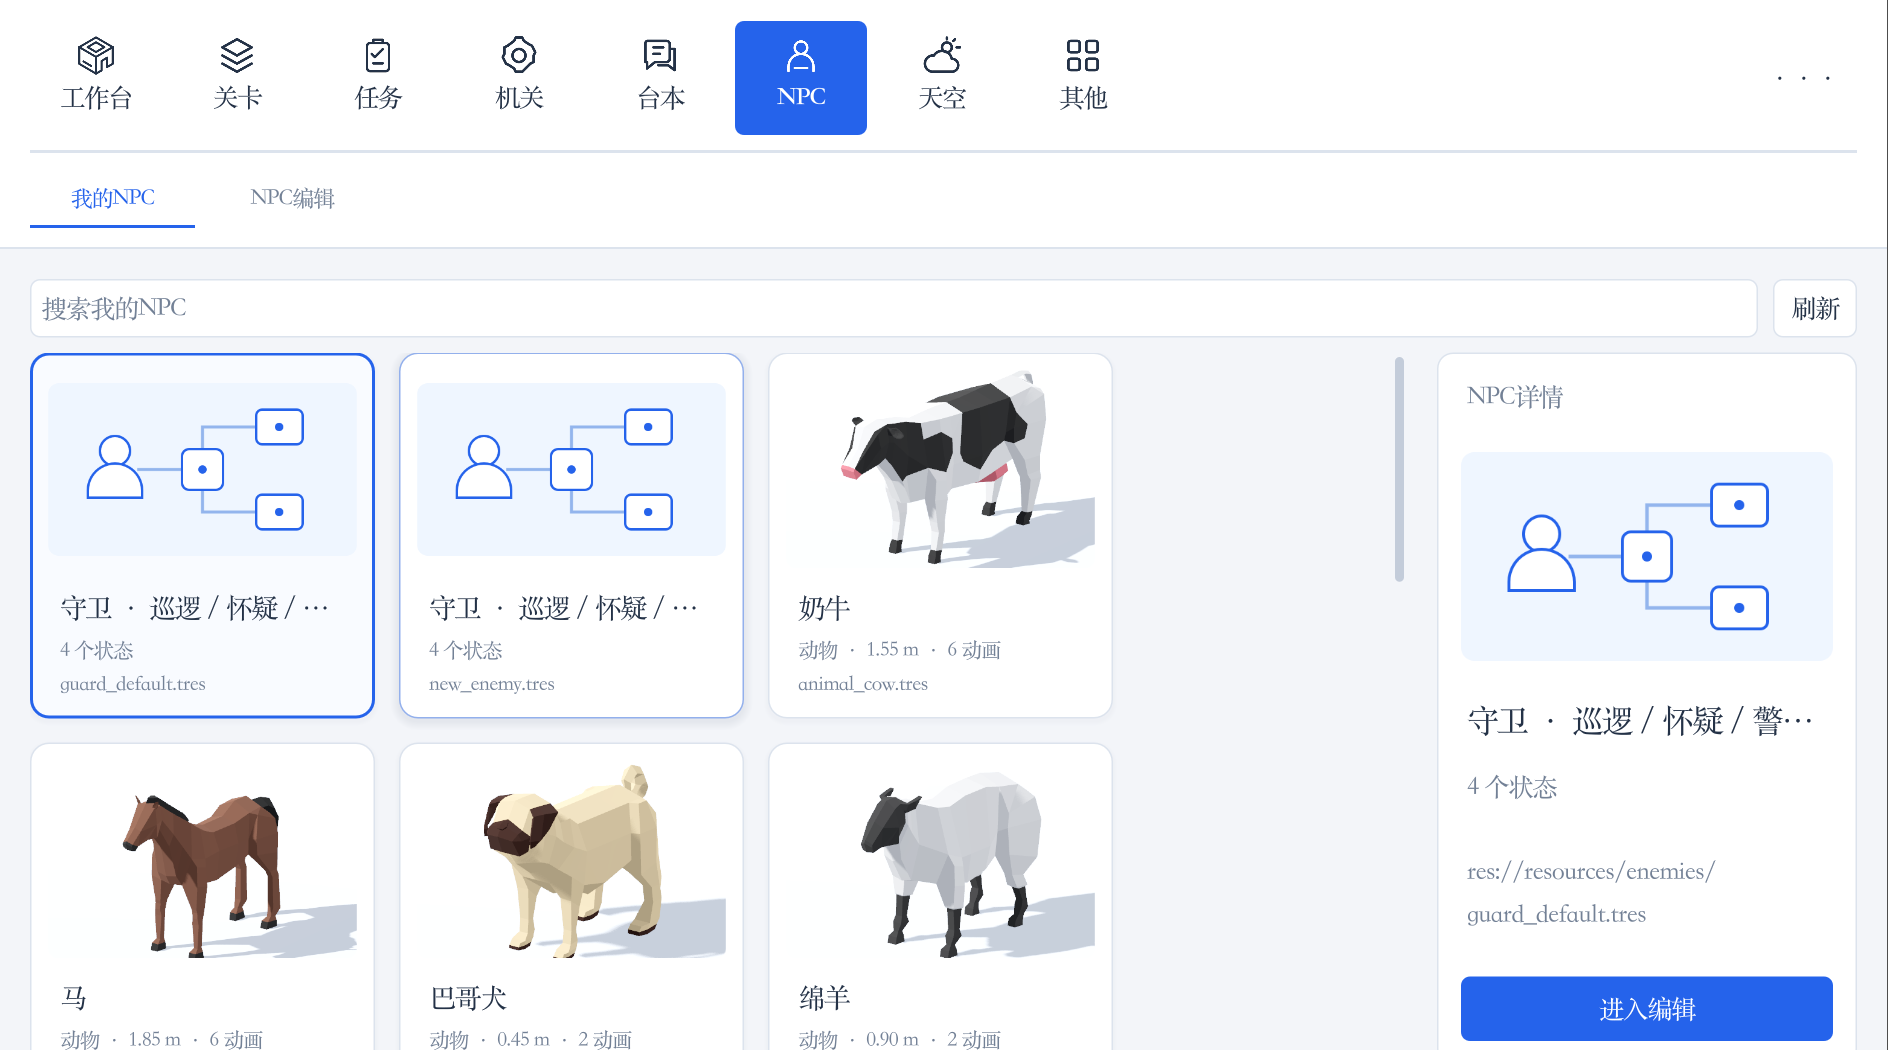 工作台
关卡
任务
机关
台本
NPC
天空
其他
· · ·
我的NPC
NPC编辑
搜索我的NPC
刷新
守卫 · 巡逻 / 怀疑 / ···
4 个状态
guard_default.tres
守卫 · 巡逻 / 怀疑 / ···
4 个状态
new_enemy.tres
奶牛
动物 · 1.55 m · 6 动画
animal_cow.tres
马
动物 · 1.85 m · 6 动画
巴哥犬
动物 · 0.45 m · 2 动画
绵羊
动物 · 0.90 m · 2 动画
NPC详情
守卫 · 巡逻 / 怀疑 / 警···
4 个状态
res://resources/enemies/
guard_default.tres
进入编辑